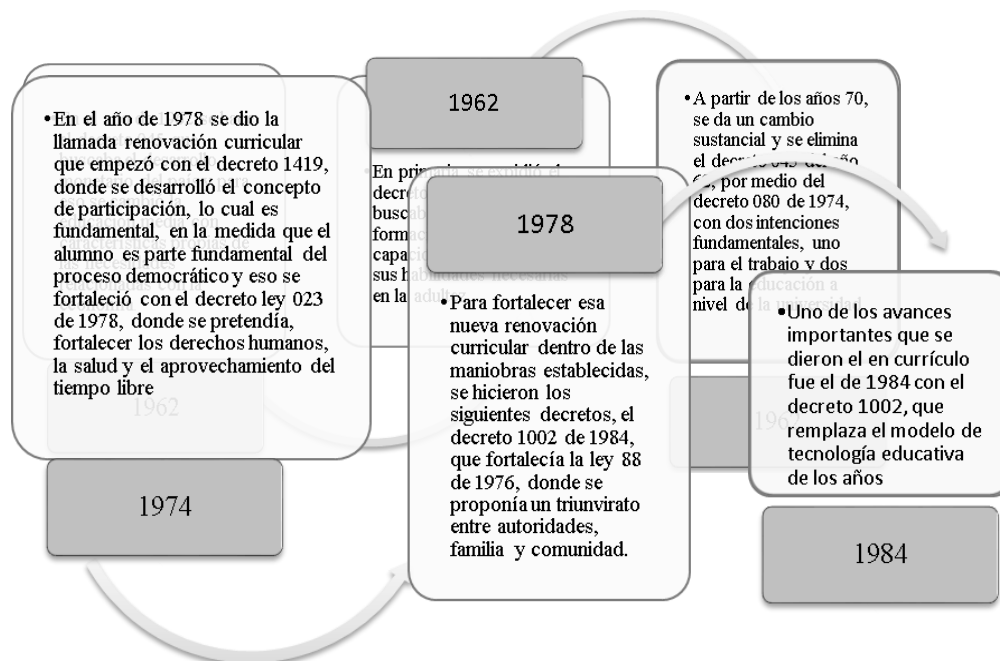 •En el año de 1978 se dio la
llamada renovación curricular
que empezó con el decreto 1419,
donde se desarrolló el concepto
de participación, lo cual es
fundamental, en la medida que el
alumno es parte fundamental del
proceso democrático y eso se
fortaleció con el decreto ley 023
de 1978, donde se pretendía,
fortalecer los derechos humanos,
la salud y el aprovechamiento del
tiempo libre
1962
1974
1962
En primaria se expidió el
sus habilidades necesarias
en la
1978
•Para fortalecer esa
nueva renovación
curricular dentro de las
maniobras establecidas,
se hicieron los
siguientes decretos, el
decreto 1002 de 1984,
que fortalecía la ley 88
de 1976, donde se
proponía un triunvirato
entre autoridades,
familia y comunidad.
•A partir de los años 70,
se da un cambio
sustancial y se elimina
el decreto 045 del año
por medio del
decreto 080 de 1974,
con dos intenciones
fundamentales, uno
para el trabajo y dos
para la educación a
nivel de la universidad
•Uno de los avances
importantes que se
dieron el en currículo
fue el de 1984 con el
decreto 1002, que
remplaza el modelo de
tecnología educativa
de los años
1984